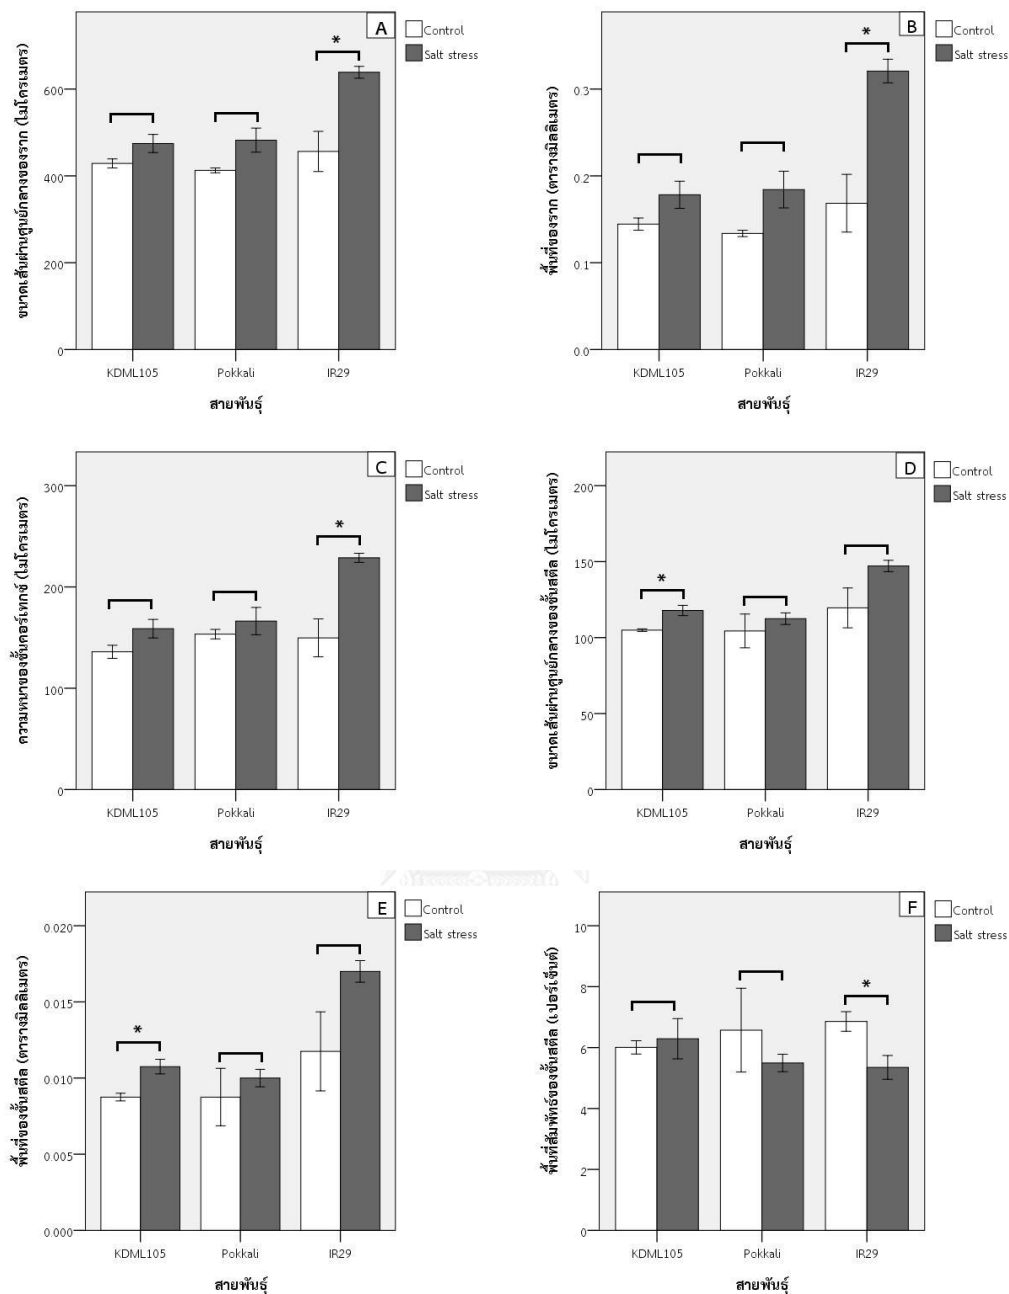 A
Control
Salt stress
*
ขนาดเส้นผ่านศูนย์กลางของราก (ไมโครเมตร)
600
400
200
0
KDML105 Pokkali IR29
สายพันธุ์
B
Control
Salt stress
*
พื้นที่ของราก (ตารางมิลลิเมตร)
0.3
0.2
0.1
0.0
KDML105 Pokkali IR29
สายพันธุ์
C
Control
Salt stress
*
ความหนาของชั้นคอร์เทกซ์ (ไมโครเมตร)
300
200
100
0
KDML105 Pokkali IR29
สายพันธุ์
D
Control
Salt stress
*
ขนาดเส้นผ่านศูนย์กลางของชั้นสตีล (ไมโครเมตร)
200
150
100
50
0
KDML105 Pokkali IR29
สายพันธุ์
E
Control
Salt stress
*
พื้นที่ของชั้นสตีล (ตารางมิลลิเมตร)
0.020
0.015
0.010
0.005
0.000
KDML105 Pokkali IR29
สายพันธุ์
F
Control
Salt stress
*
พื้นที่สัมพัทธ์ของชั้นสตีล (เปอร์เซ็นต์)
10
8
6
4
2
0
KDML105 Pokkali IR29
สายพันธุ์